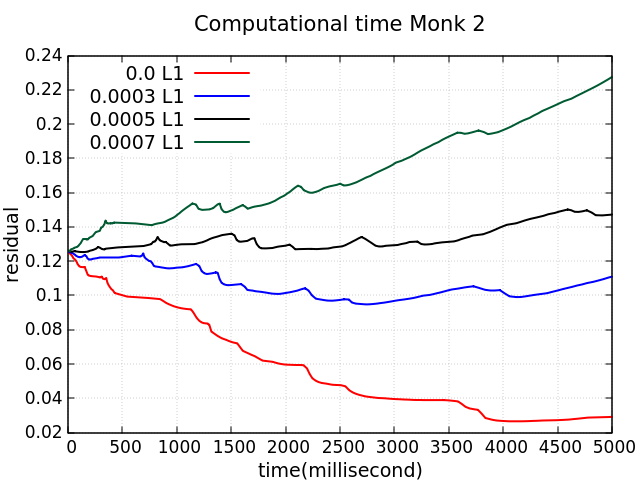 Computational time Monk 2
0.24
0.22
0.2
0.18
0.16
0.14
0.12
0.1
0.08
0.06
0.04
0.02
residual
0.0 L1
0.0003 L1
0.0005 L1
0.0007 L1
0 500 1000 1500 2000 2500 3000 3500 4000 4500 5000
time(millisecond)